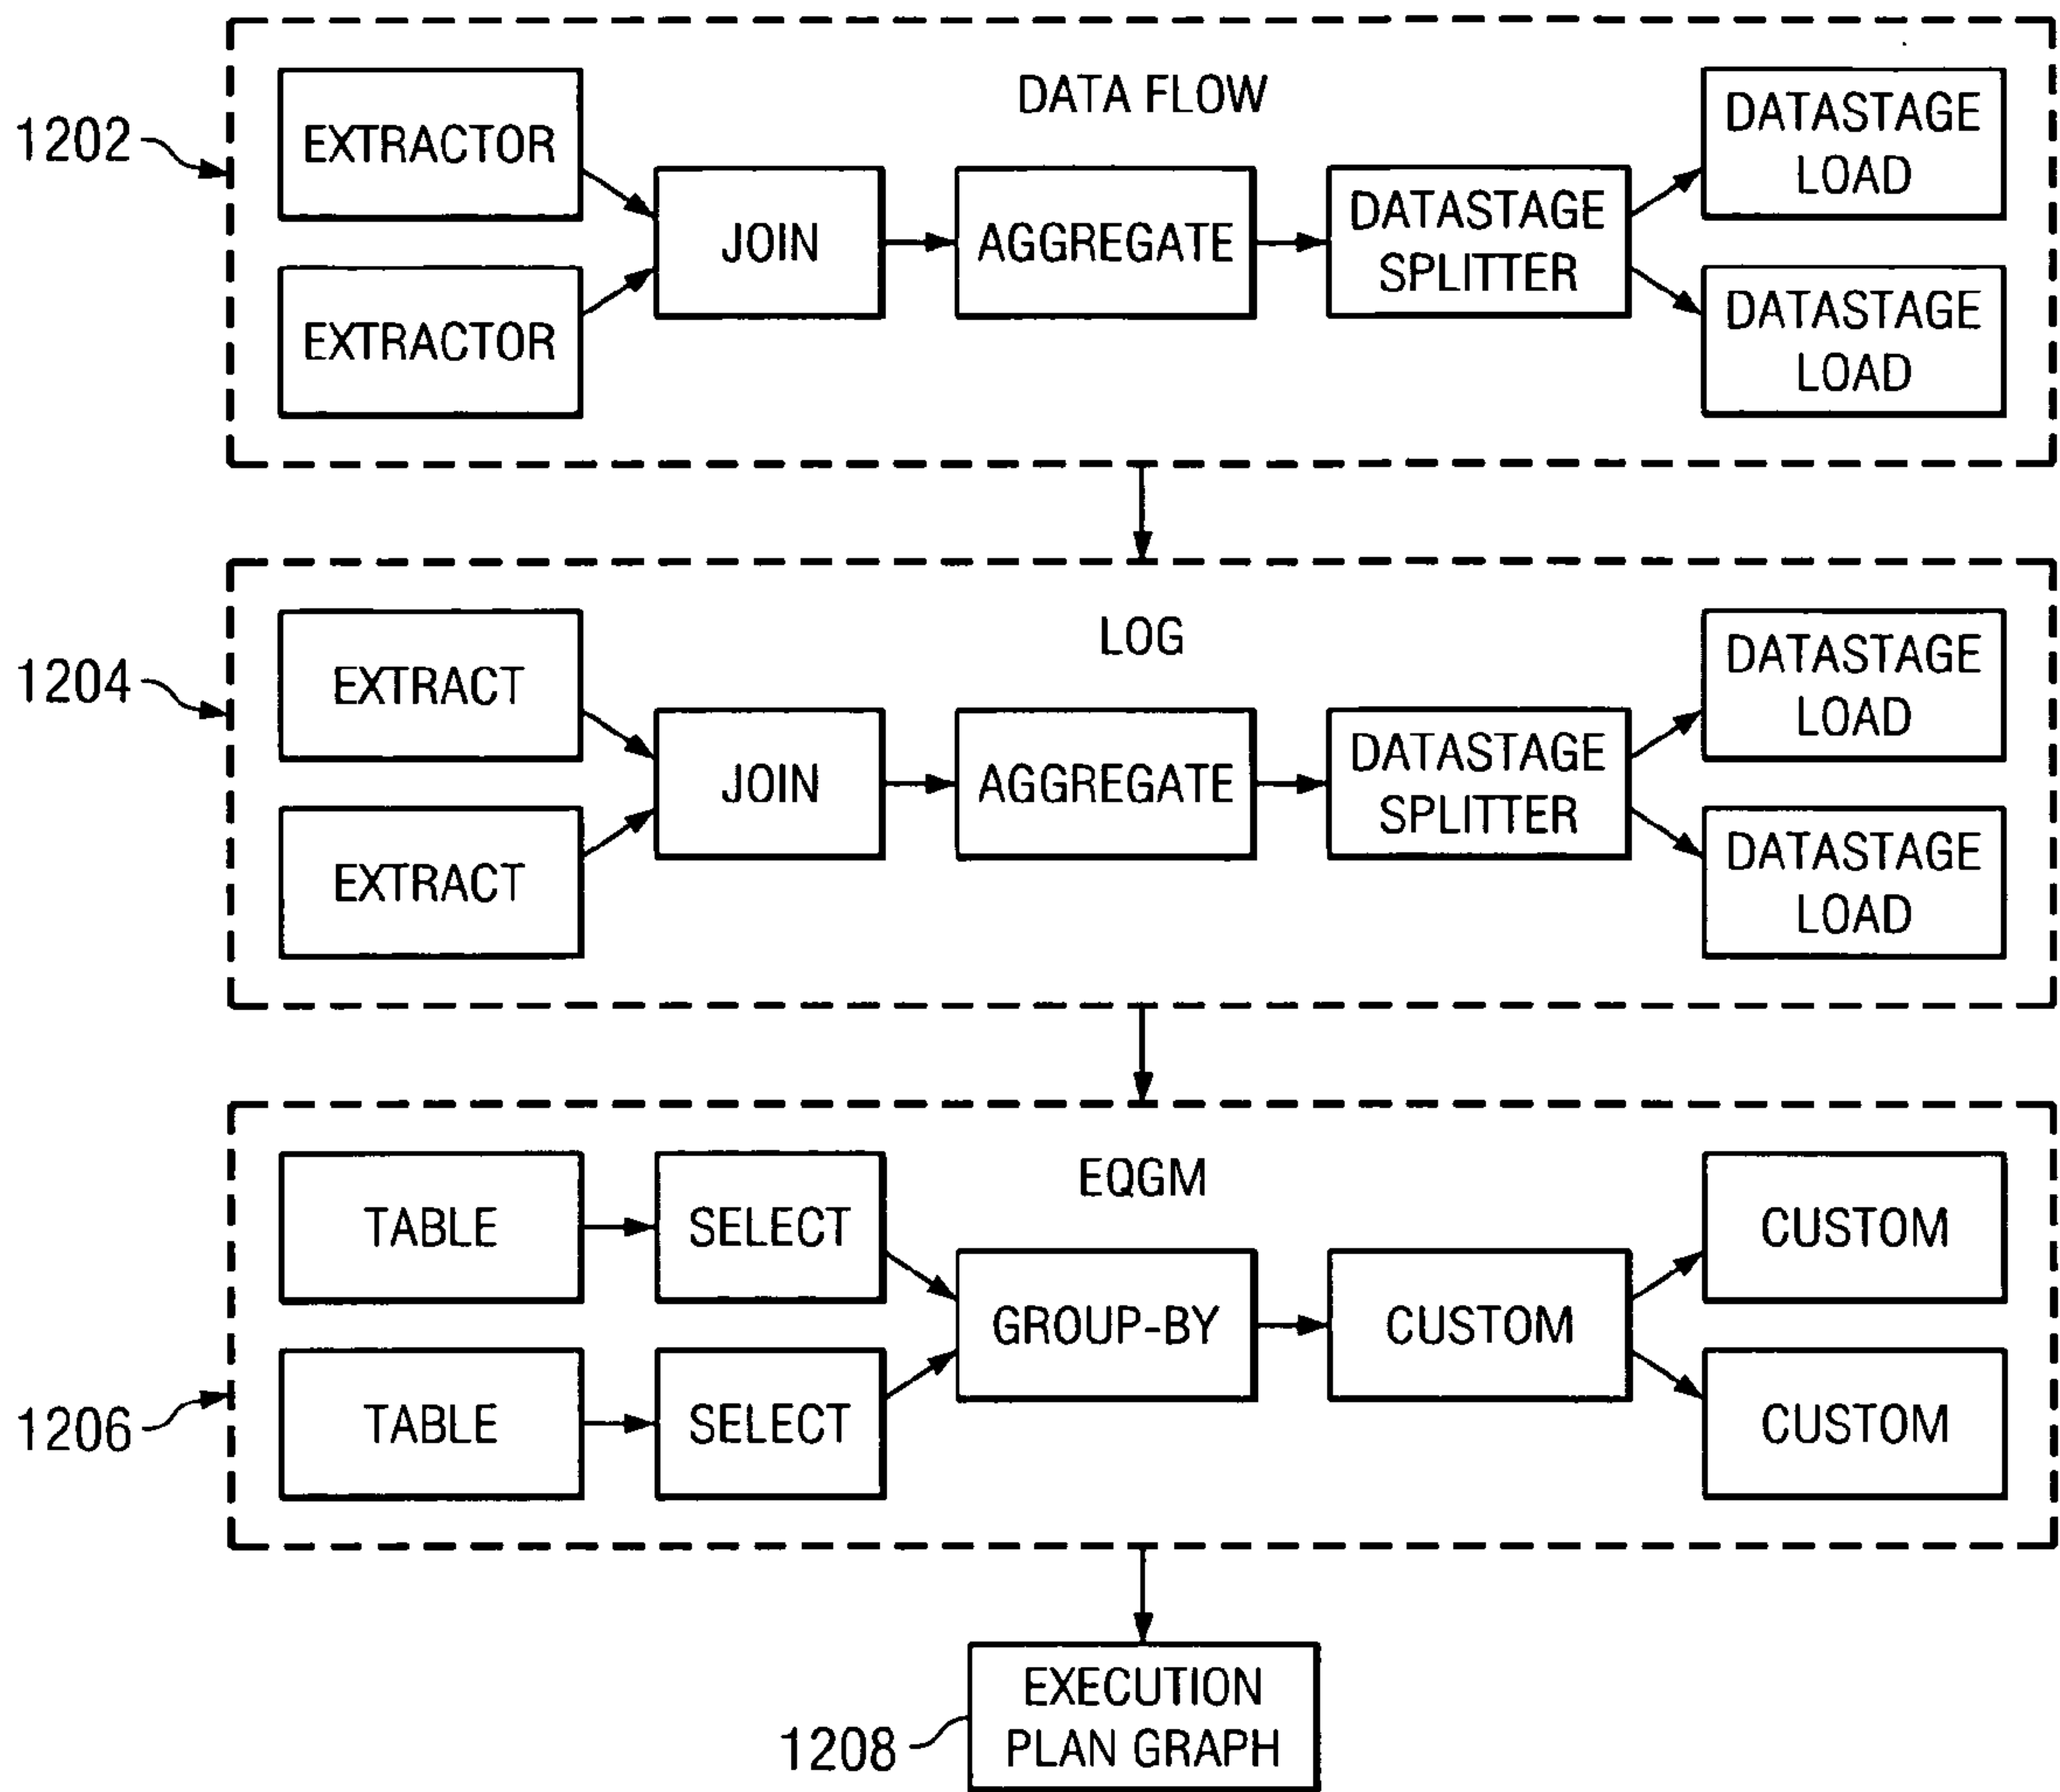 DATA FLOW
1202
EXTRACTOR
EXTRACTOR
JOIN
AGGREGATE
DATASTAGE
SPLITTER
DATASTAGE
LOAD
DATASTAGE
LOAD
LOG
1204
EXTRACT
EXTRACT
JOIN
AGGREGATE
DATASTAGE
SPLITTER
DATASTAGE
LOAD
DATASTAGE
LOAD
EQGM
1206
TABLE
SELECT
TABLE
SELECT
GROUP-BY
CUSTOM
CUSTOM
CUSTOM
EXECUTION
PLAN GRAPH
1208